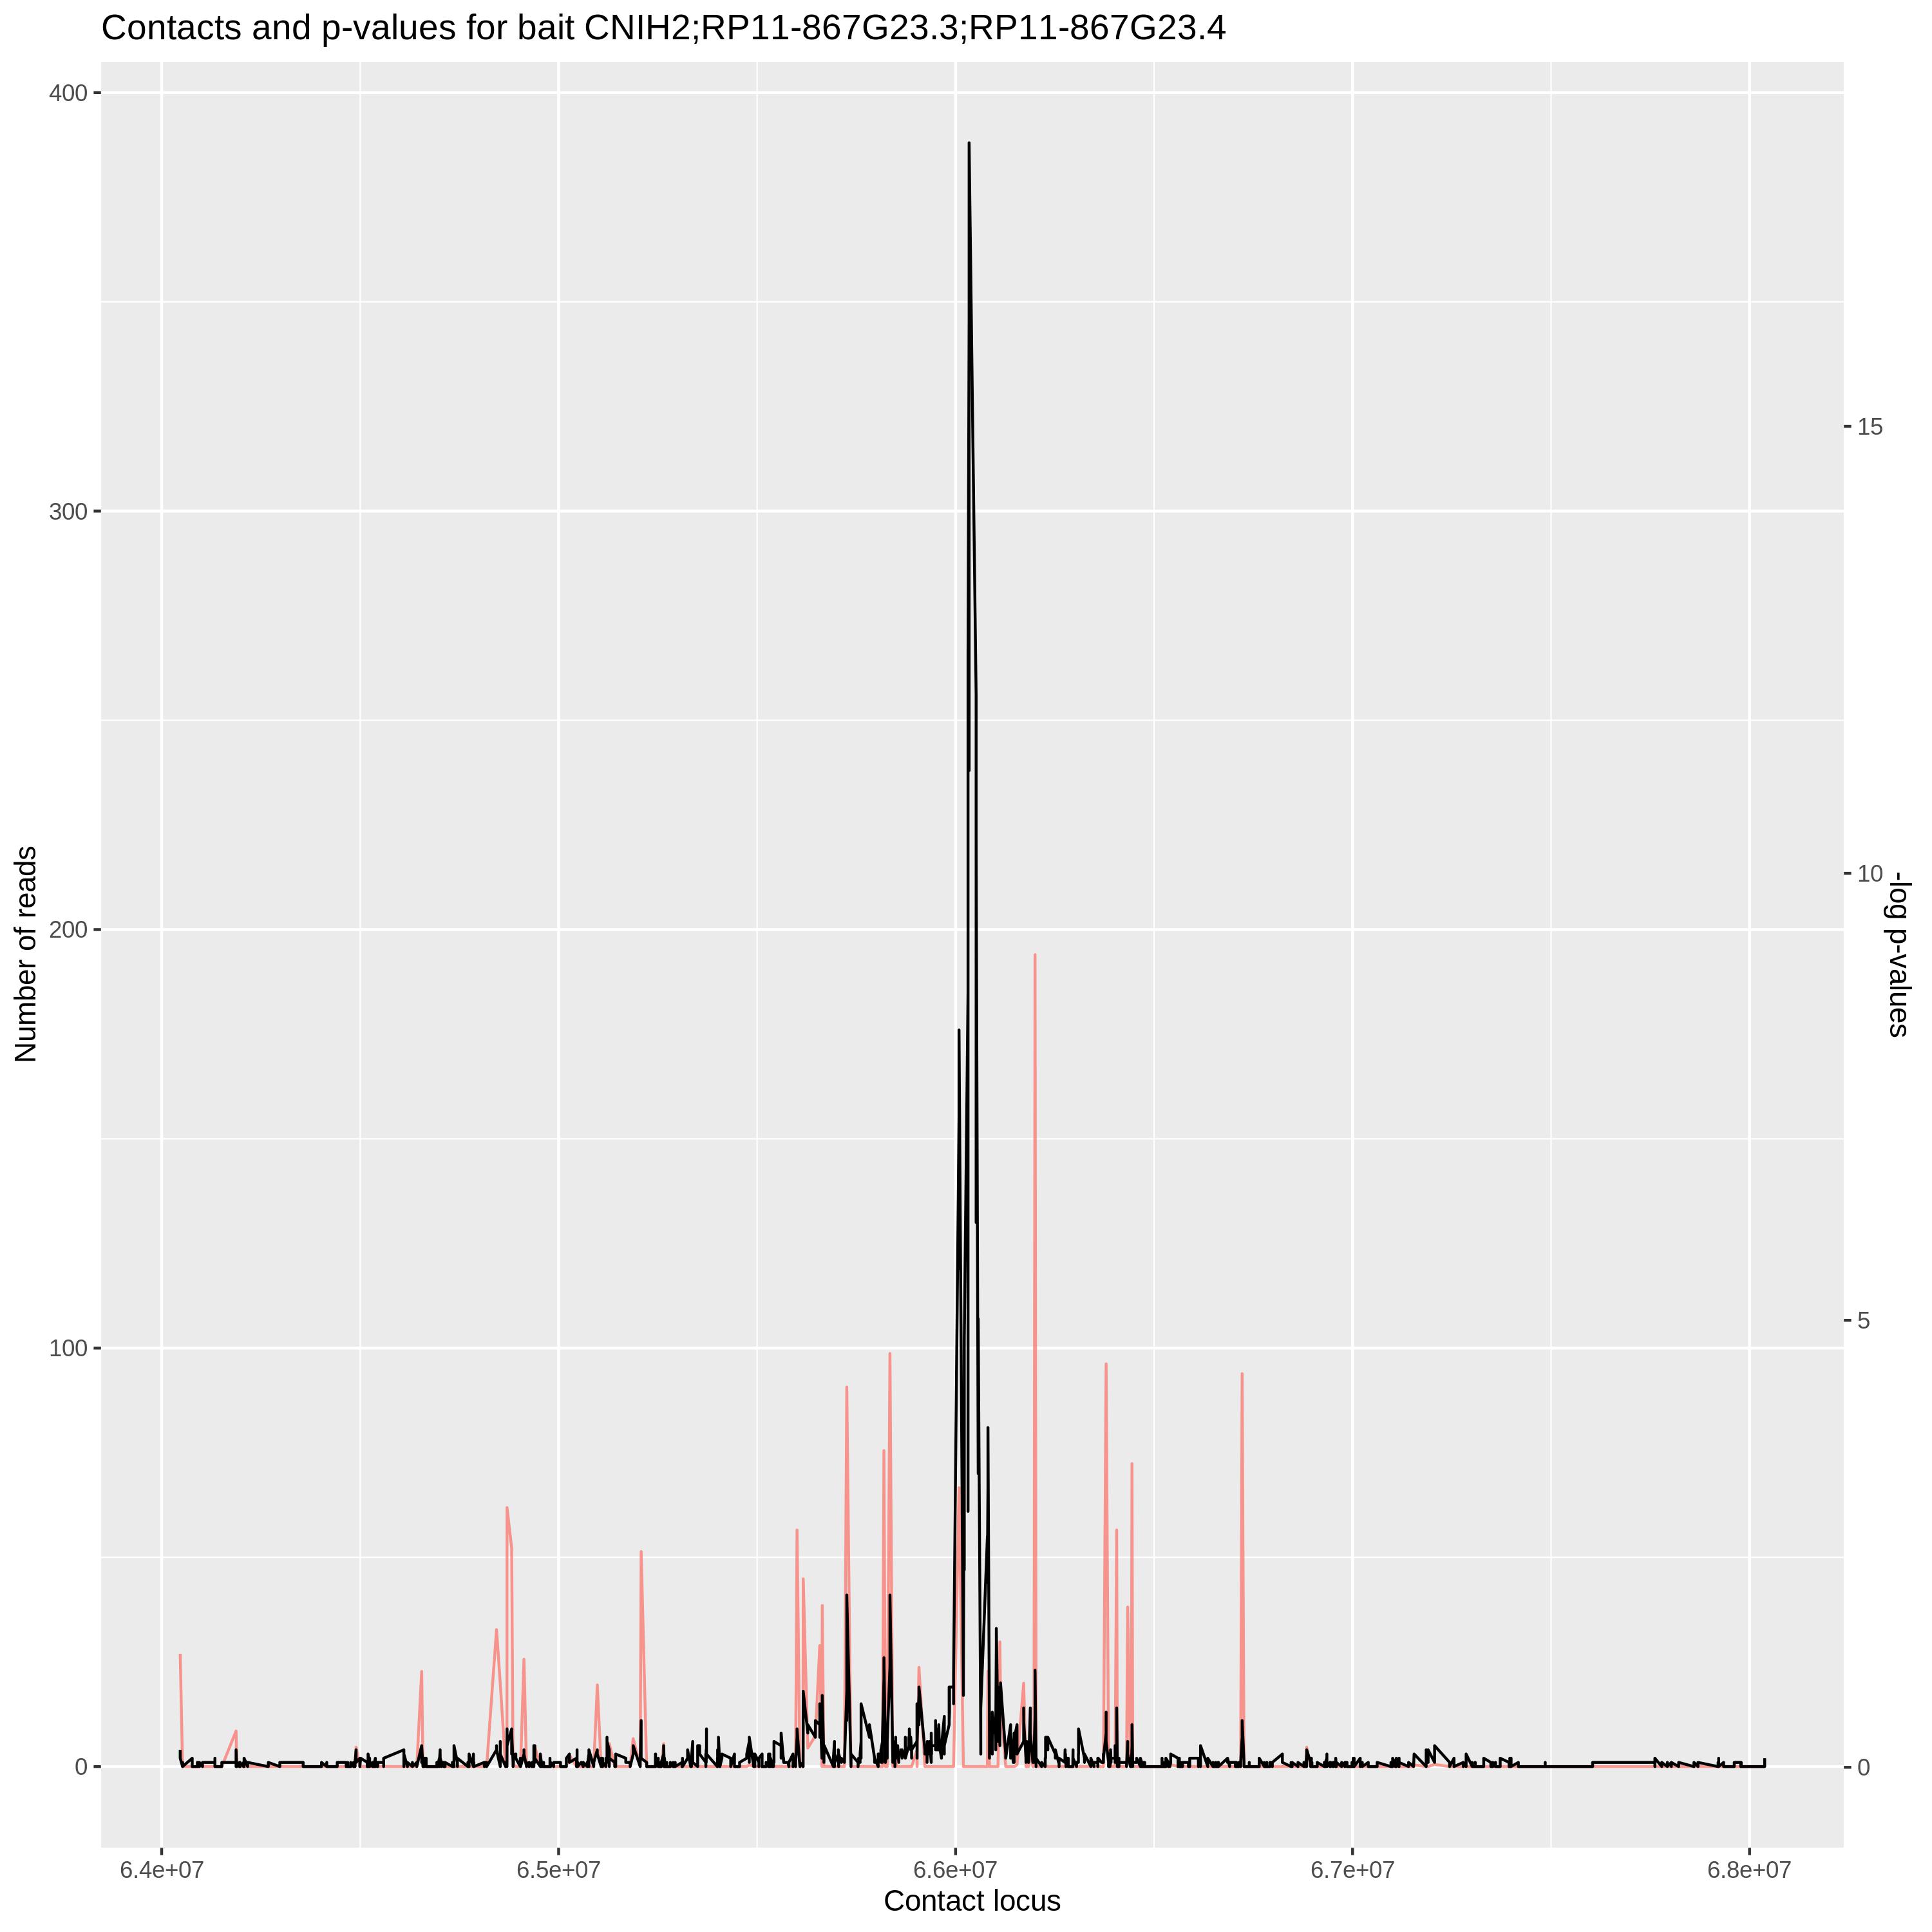 Contacts and p-values for bait CNIH2;RP11-867G23.3;RP11-867G23.4
400
300
200
100
0
Number of reads
15
10
5
0
-log p-values
6.4e+07
6.5e+07
6.6e+07
6.7e+07
6.8e+07
Contact locus